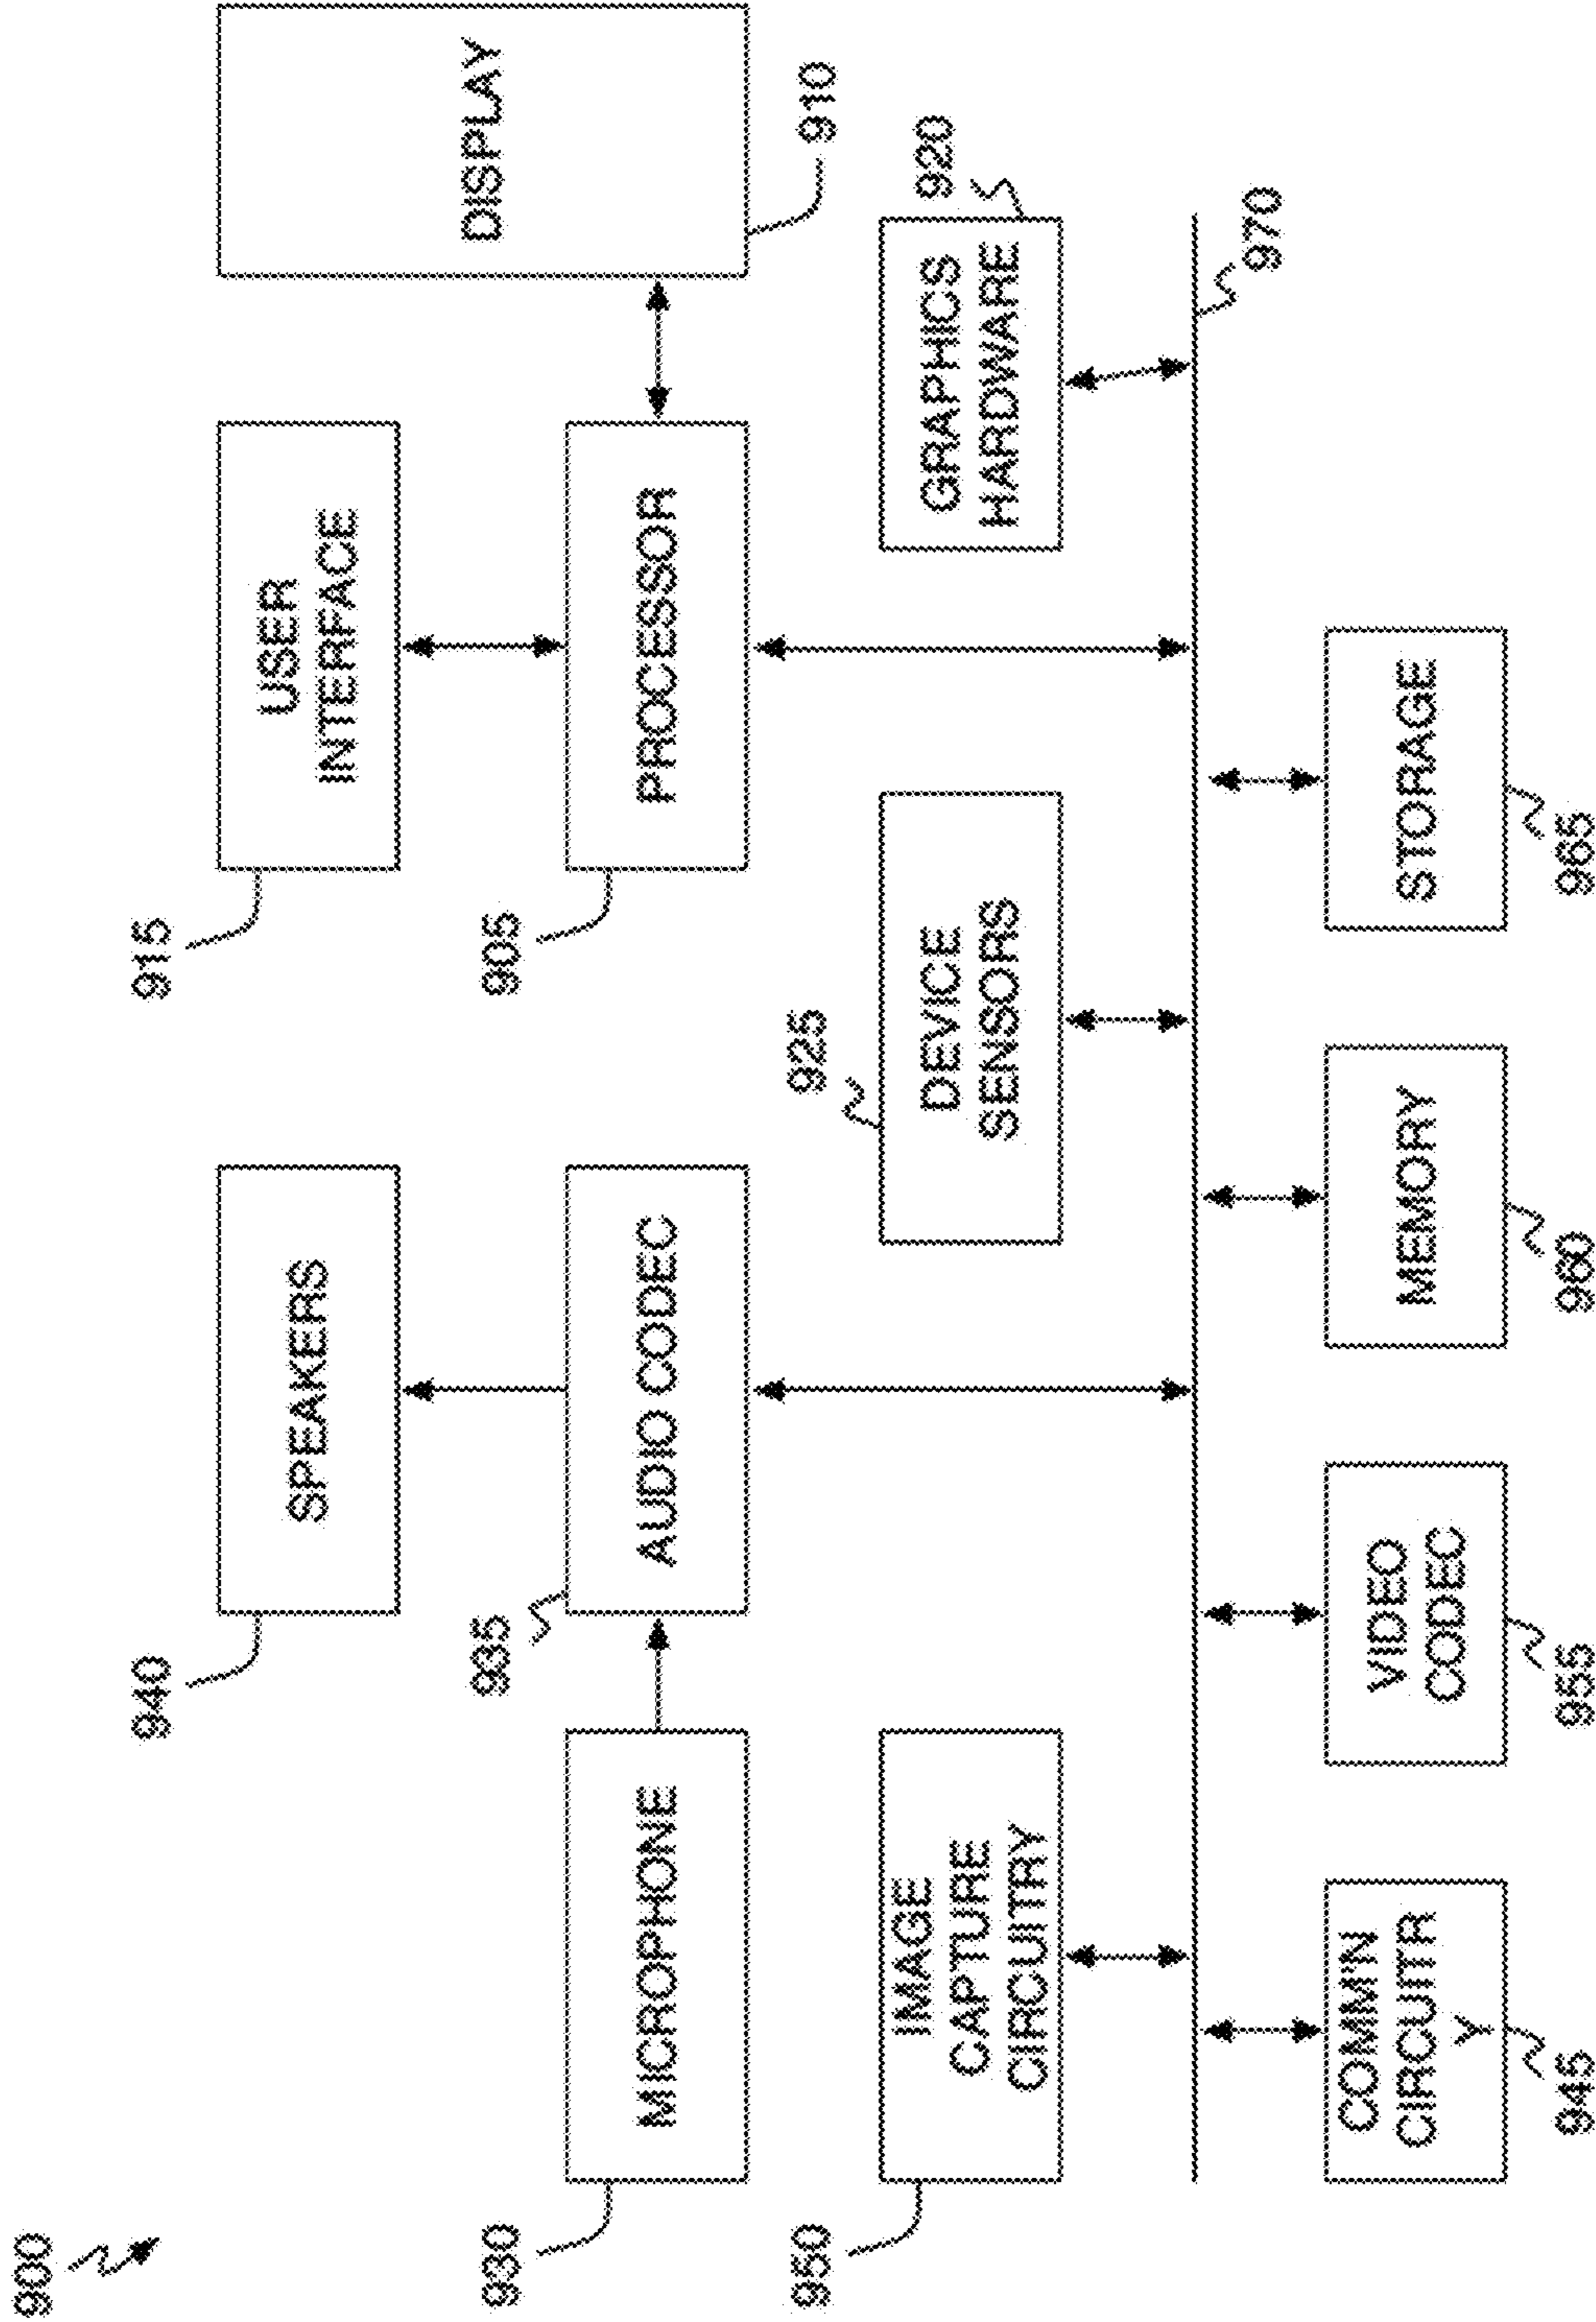 900
940
SPEAKERS
915
USER
INTERFACE
DISPLAY
910
930
MICROPHONE
935
AUDIO CODEC
905
PROCESSOR
950
IMAGE
CAPTURE
CIRCUITRY
925
DEVICE
SENSORS
GRAPHICS
HARDWARE
920
970
COMM'N
CIRCUITR
Y
945
VIDEO
CODEC
955
MEMORY
960
STORAGE
965